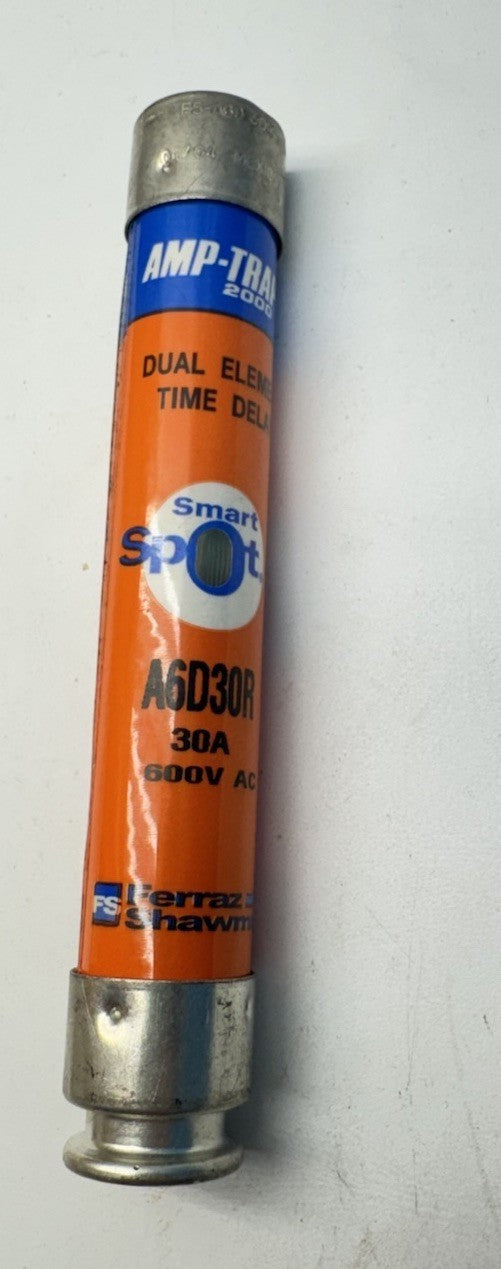 AMP-TRAP
2000
DUAL ELEME
TIME DELA
Smart
Spot.
A6D30R
30A
600V AC
FS Ferraz
Shawm